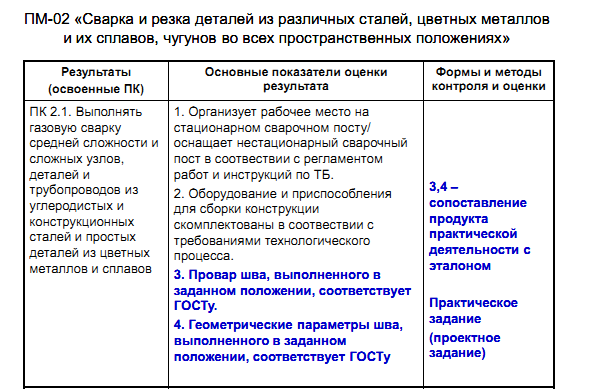 ПМ-02 «Сварка и резка деталей из различных сталей, цветных металлов
и их сплавов, чугунов во всех пространственных положениях»
Результаты
(освоенные ПК)
Основные показатели оценки
результата
Формы и методы
контроля и оценки
ПК 2.1. Выполнять
газовую сварку
средней сложности и
сложных узлов,
деталей и
трубопроводов из
углеродистых и
конструкционных
сталей и простых
деталей из цветных
металлов и сплавов
1. Организует рабочее место на
стационарном сварочном посту/
оснащает нестационарный сварочный
пост в соотвествии с регламентом
работ и инструкций по ТБ.
2. Оборудование и приспособления
для сборки конструкции
скомплектованы в соотвествии с
требованиями технологического
процесса.
3. Провар шва, выполненного в
заданном положении, соответствует
ГОСТу.
4. Геометрические параметры шва,
выполненного в заданном
положении, соответствует ГОСТу
3,4 –
сопоставление
продукта
практической
деятельности с
эталоном
Практическое
задание
(проектное
задание)